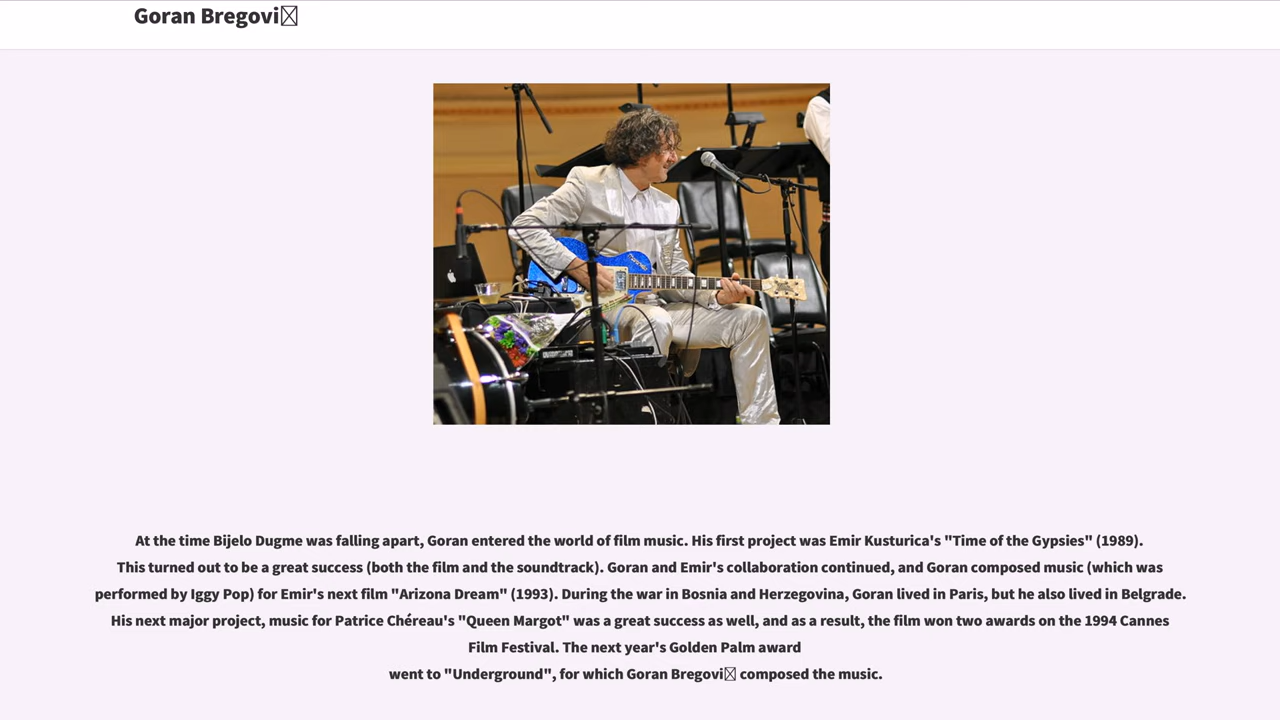 Goran Bregovi
At the time Bijelo Dugme was falling apart, Goran entered the world of film music. His first project was Emir Kusturica's "Time of the Gypsies" (1989).
This turned out to be a great success (both the film and the soundtrack). Goran and Emir's collaboration continued, and Goran composed music (which was
performed by Iggy Pop) for Emir's next film "Arizona Dream" (1993). During the war in Bosnia and Herzegovina, Goran lived in Paris, but he also lived in Belgrade.
His next major project, music for Patrice Chéreau's "Queen Margot" was a great success as well, and as a result, the film won two awards on the 1994 Cannes
Film Festival. The next year's Golden Palm award
went to "Underground", for which Goran Bregovi composed the music.